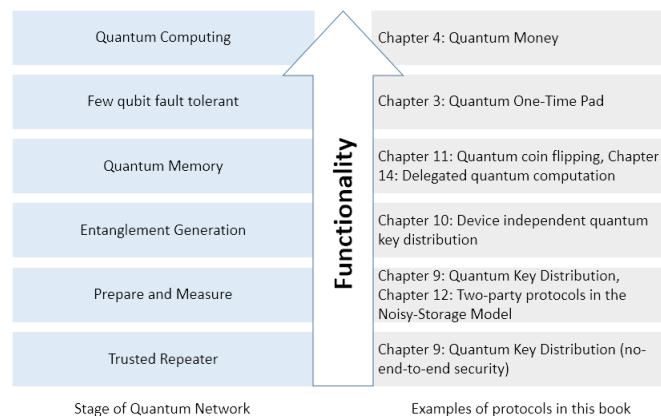 Quantum Computing
Chapter 4: Quantum Money
Few qubit fault tolerant
Chapter 3: Quantum One-Time Pad
Quantum Memory
Chapter 11: Quantum coin flipping, Chapter
14: Delegated quantum computation
Entanglement Generation
Chapter 10: Device independent quantum
key distribution
Prepare and Measure
Chapter 9: Quantum Key Distribution,
Chapter 12: Two-party protocols in the
Noisy-Storage Model
Trusted Repeater
Chapter 9: Quantum Key Distribution (no-
end-to-end security)
Functionality
Stage of Quantum Network
Examples of protocols in this book